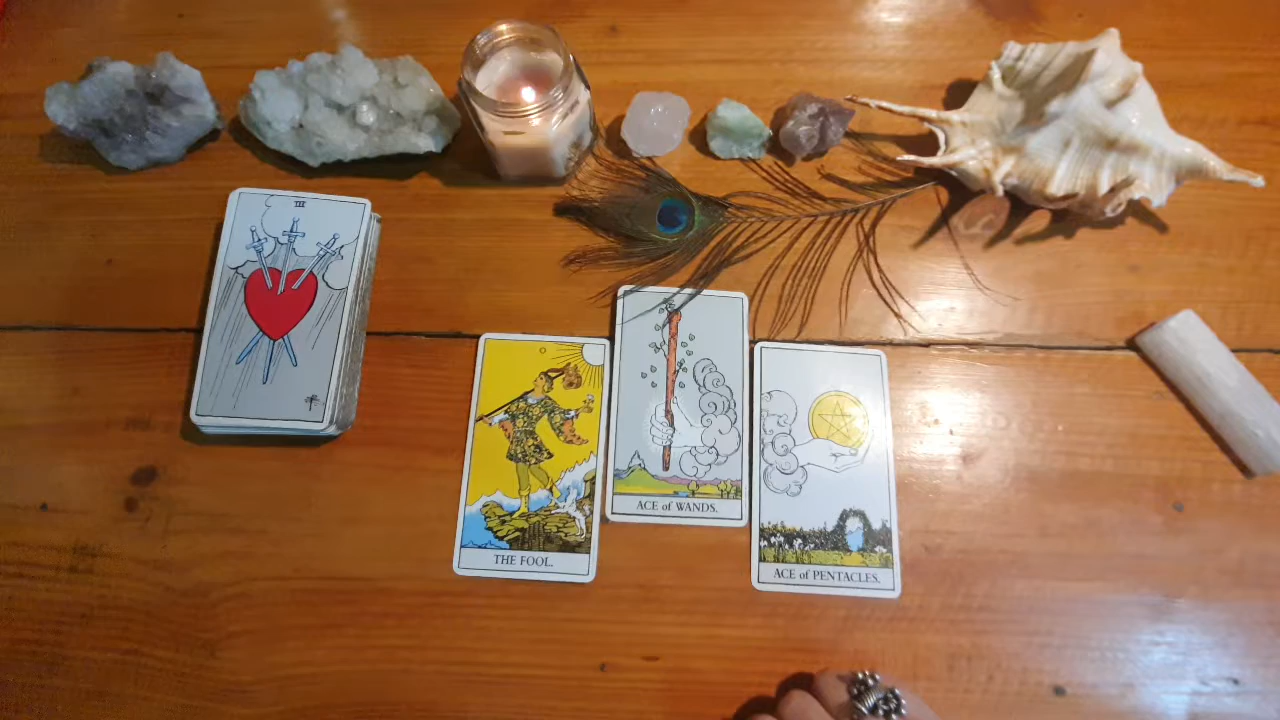 III
THE FOOL.
ACE of WANDS.
ACE of PENTACLES.